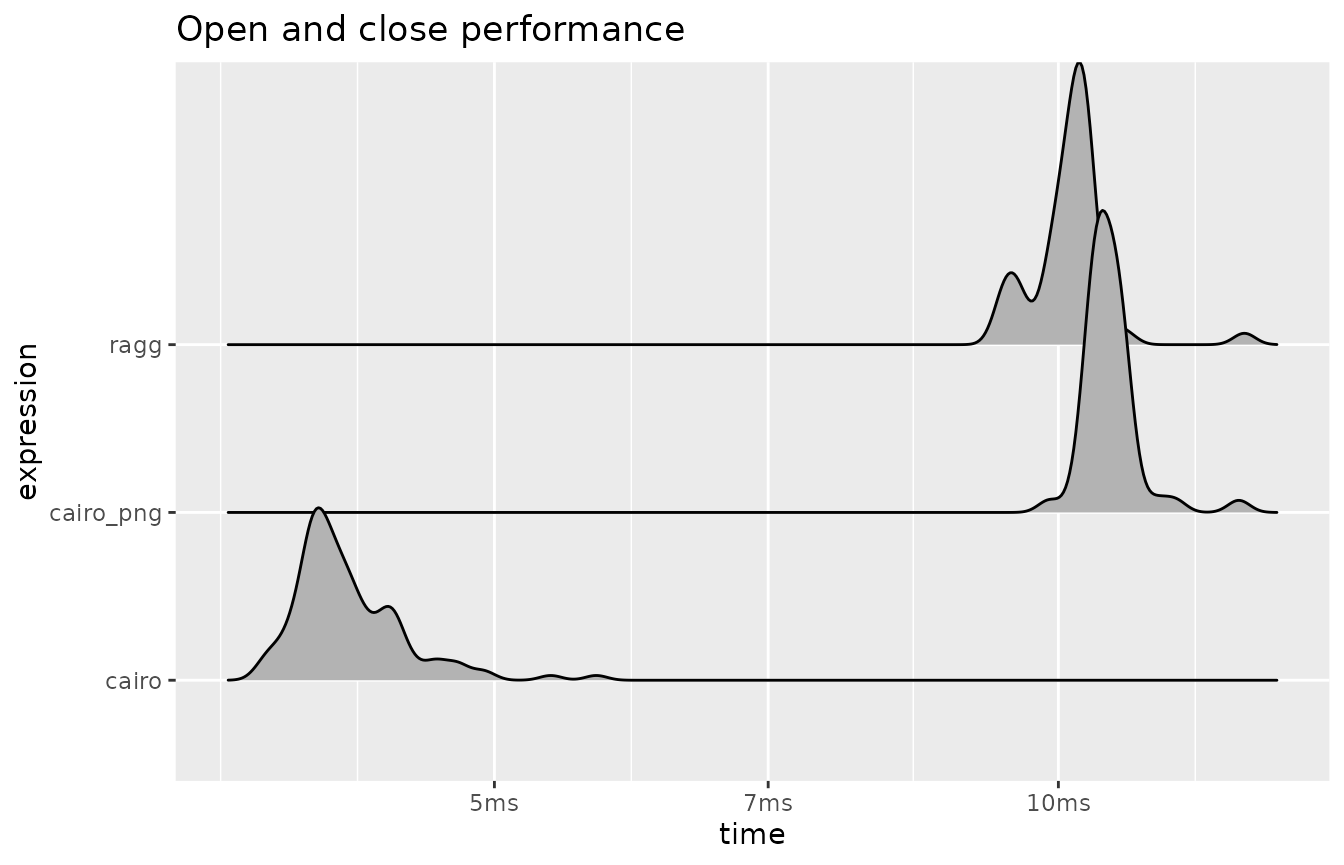 Open and close performance
expression
ragg
cairo_png
cairo
5ms 7ms 10ms
time